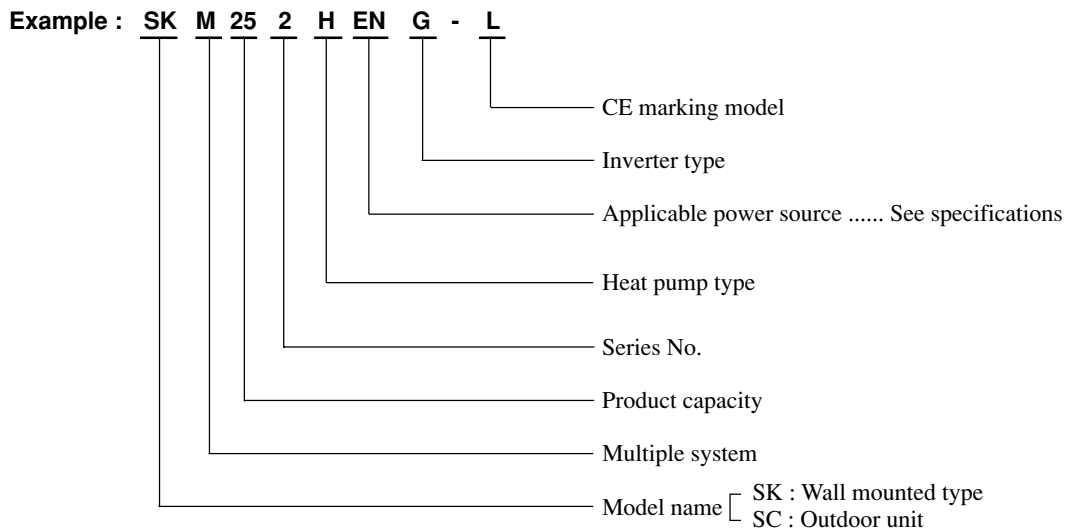 Example : SK M 25 2 H EN G - L
CE marking model
Inverter type
Applicable power source ...... See specifications
Heat pump type
Series No.
Product capacity
Multiple system
Model name
SK : Wall mounted type
SC : Outdoor unit